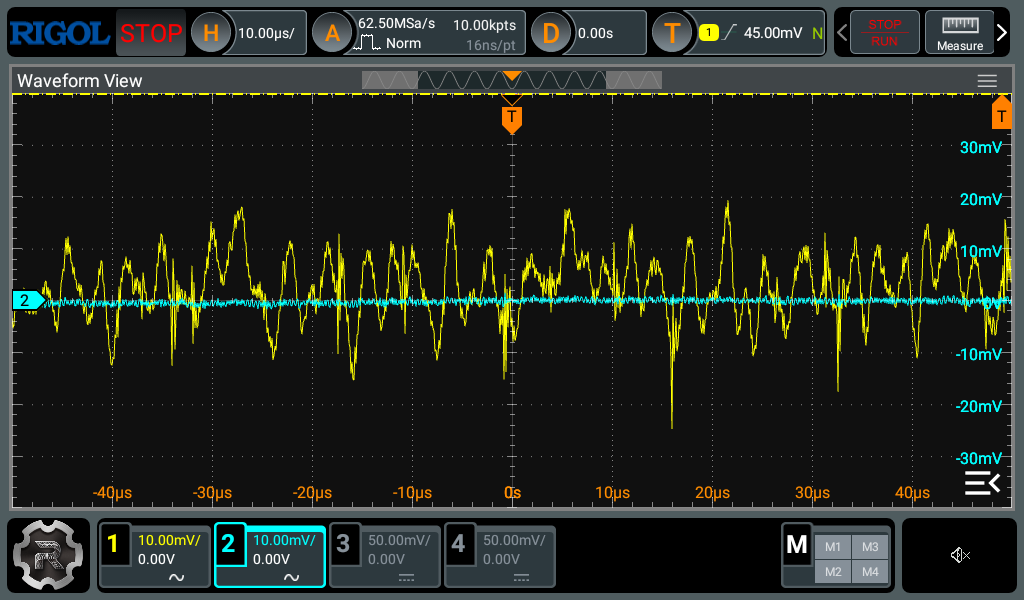 RIGOL STOP H 10.00µs/ A 62.50MSa/s 10.00kpts D 0.00s T 1 45.00mV N STOP Measure
Norm 16ns/pt RUN
Waveform View
T
T
30mV
20mV
10mV
2
0V
-10mV
-20mV
-30mV
-40µs -30µs -20µs -10µs 0s 10µs 20µs 30µs 40µs
1 10.00mV/ 2 10.00mV/ 3 50.00mV/ 4 50.00mV/ M M1 M3
0.00V 0.00V 0.00V 0.00V M2 M4
R